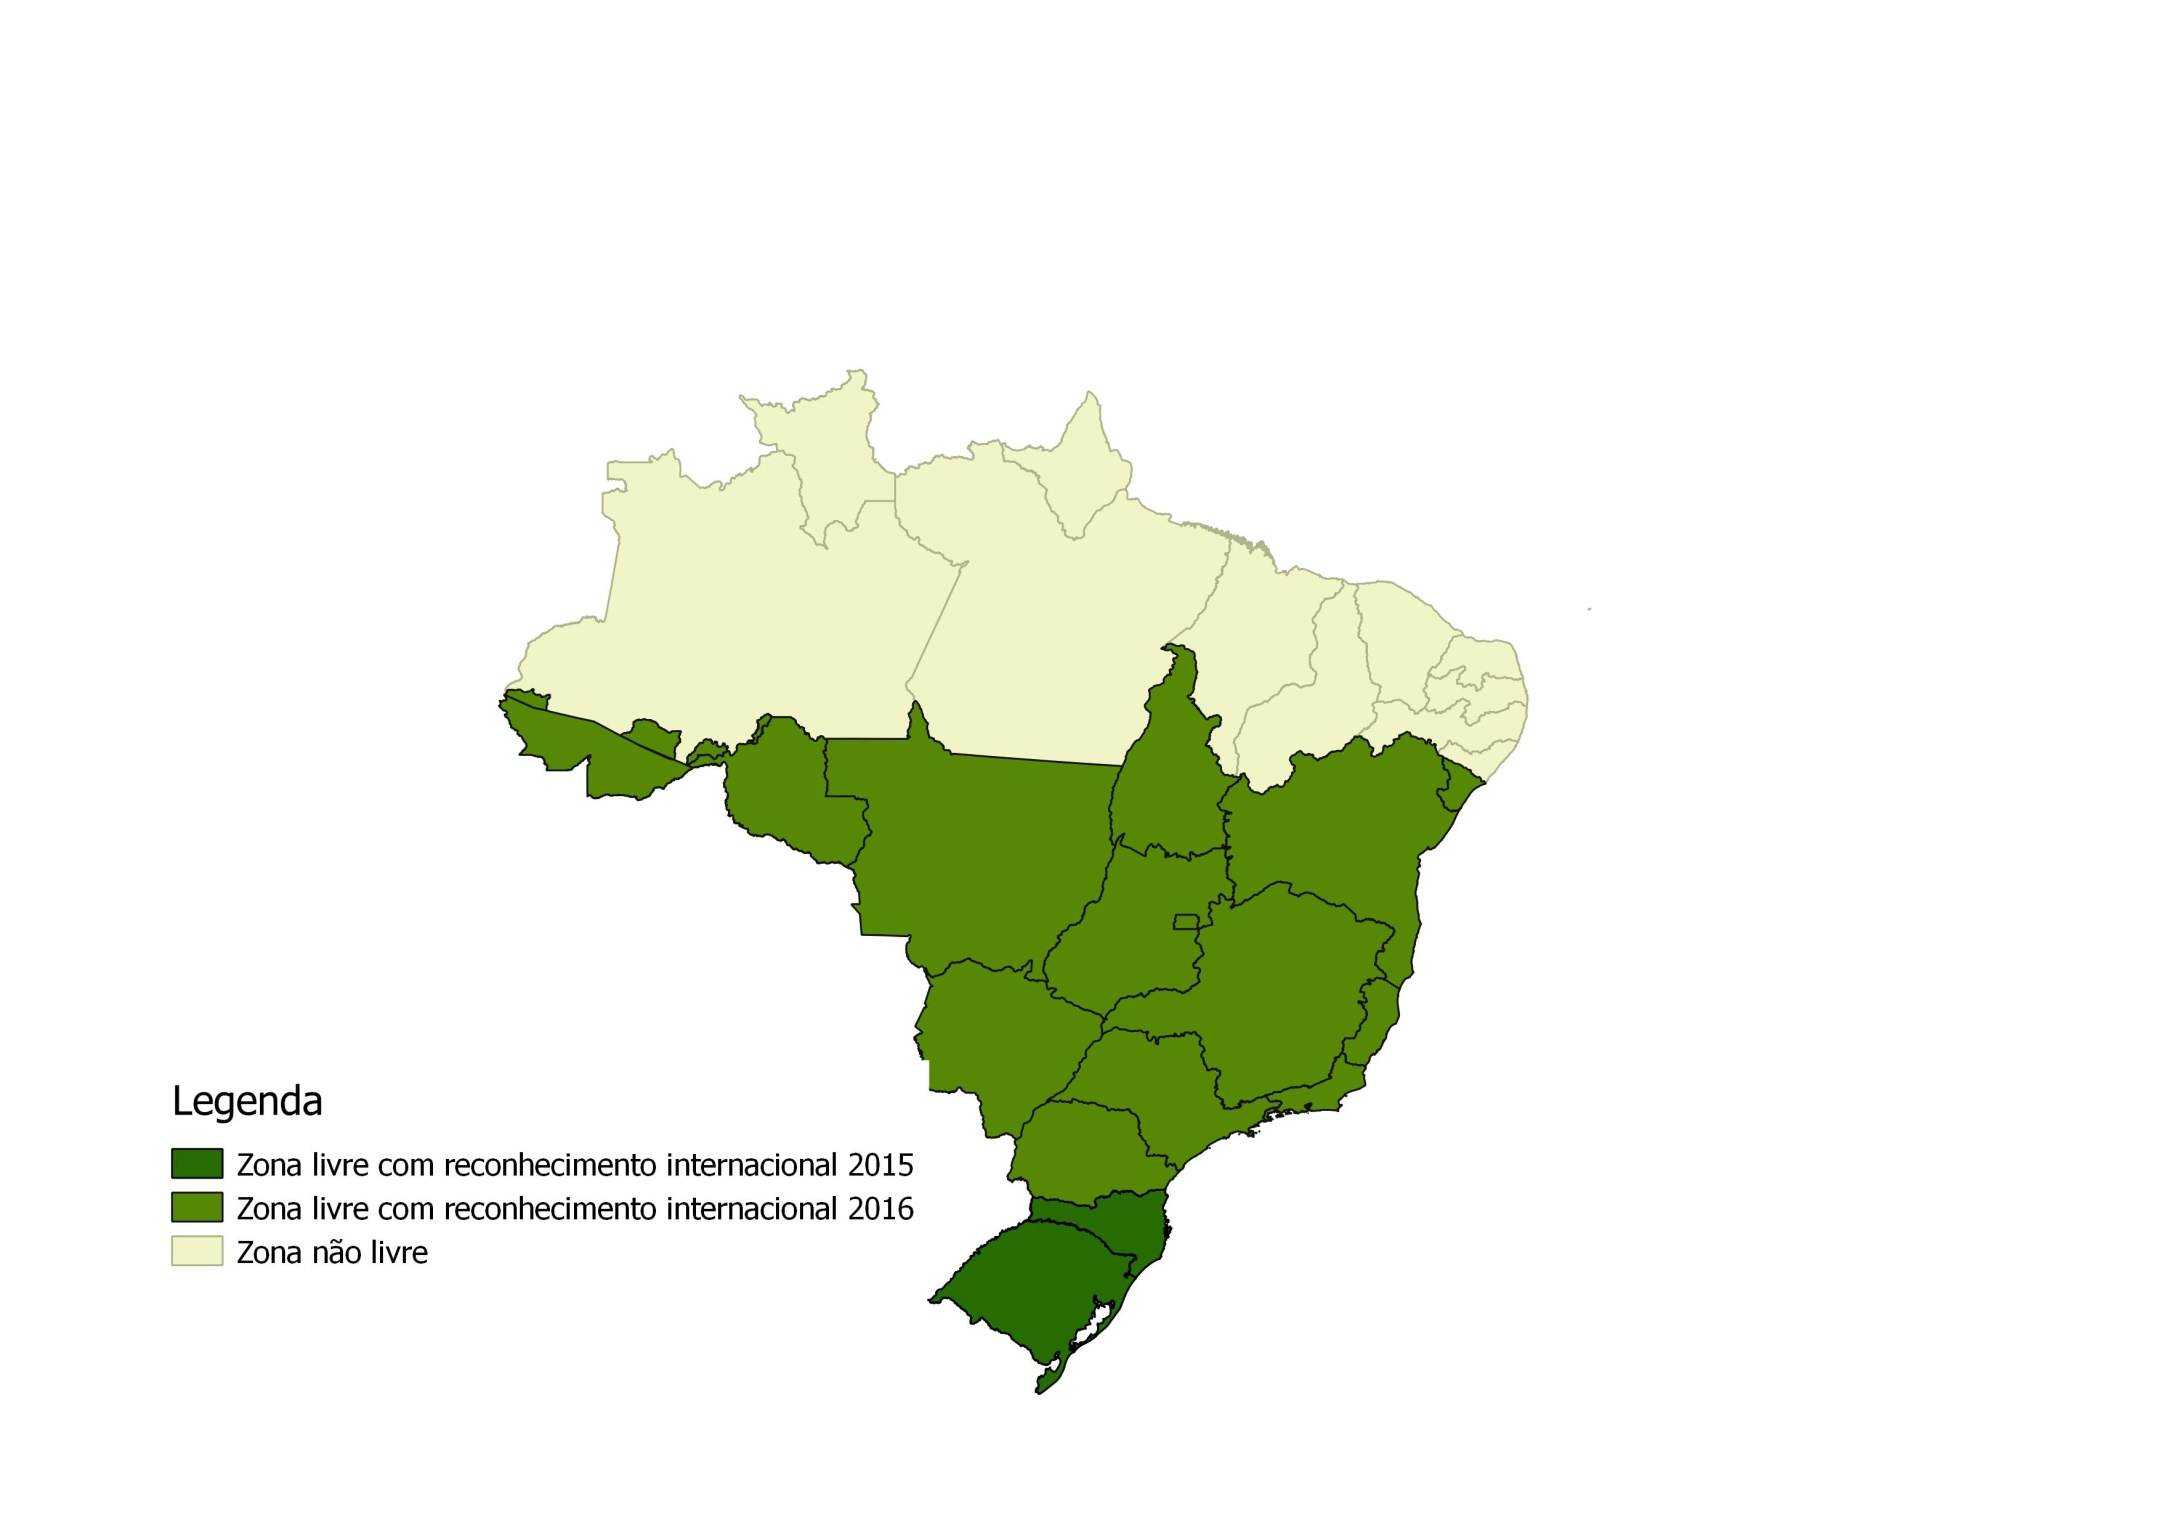 Legenda
Zona livre com reconhecimento internacional 2015
Zona livre com reconhecimento internacional 2016
Zona não livre